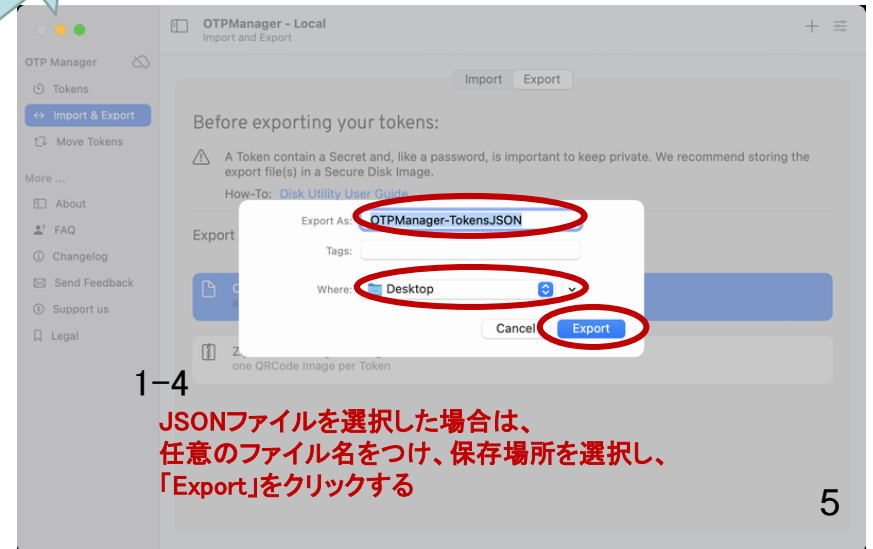 OTPManager - Local
Import and Export
OTP Manager
Tokens
Import & Export
Move Tokens
More ...
About
FAQ
Changelog
Send Feedback
Support us
Legal
Import Export
Before exporting your tokens:
A Token contain a Secret and, like a password, is important to keep private. We recommend storing the
export file(s) in a Secure Disk Image.
How-To: Disk Utility User Guide
Export
Export As: OTPManager-TokensJSON
Tags:
Where: Desktop
Cancel Export
one QRCode Image per Token
1-4
JSONファイルを選択した場合は、
任意のファイル名をつけ、保存場所を選択し、
「Export」をクリックする
5